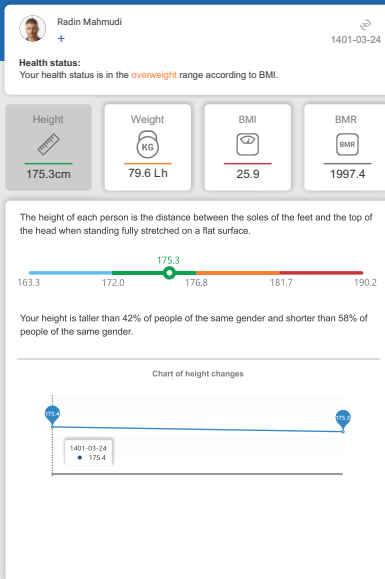 Radin Mahmudi
+
3D
1401-03-24
Health status:
Your health status is in the overweight range according to BMI.
Height
Weight
BMI
BMR
KG
BMR
175.3cm
79.6 Lh
25.9
1997.4
The height of each person is the distance between the soles of the feet and the top of
the head when standing fully stretched on a flat surface.
175.3
163.3
172.0
176.8
181.7
190.2
Your height is taller than 42% of people of the same gender and shorter than 58% of
people of the same gender.
Chart of height changes
175.4
175.3
1401-03-24
175.4